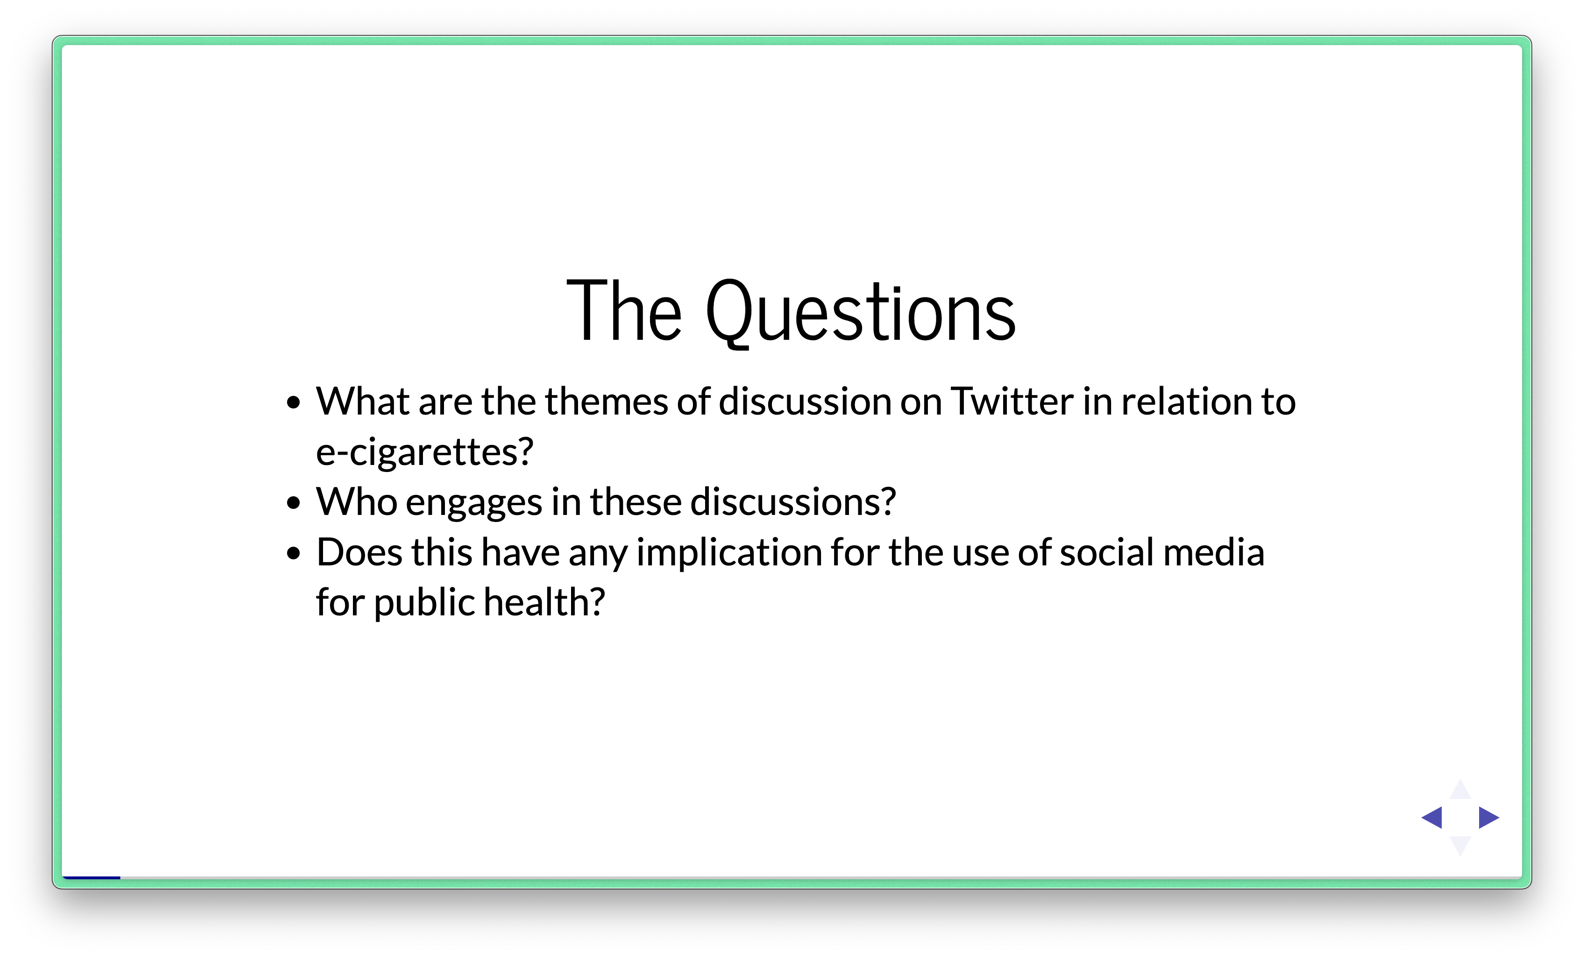 The Questions
• What are the themes of discussion on Twitter in relation to
e-cigarettes?
• Who engages in these discussions?
• Does this have any implication for the use of social media
for public health?